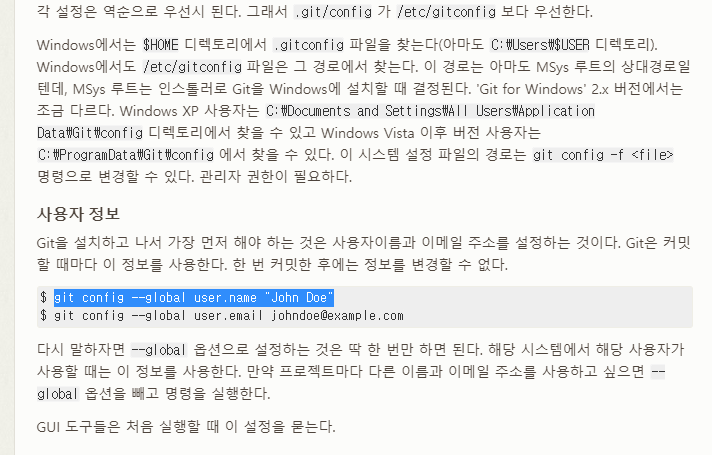 각 설정은 역순으로 우선시 된다. 그래서 .git/config 가 /etc/gitconfig 보다 우선한다.
Windows에서는 $HOME 디렉토리에서 .gitconfig 파일을 찾는다(아마도 C:₩Users₩$USER 디렉토리).
Windows에서도 /etc/gitconfig 파일은 그 경로에서 찾는다. 이 경로는 아마도 MSys 루트의 상대경로일
텐데, MSys 루트는 인스톨러로 Git을 Windows에 설치할 때 결정된다. 'Git for Windows' 2.x 버전에서는
조금 다르다. Windows XP 사용자는 C:₩Documents and Settings₩All Users₩Application
Data₩Git₩config 디렉토리에서 찾을 수 있고 Windows Vista 이후 버전 사용자는
C:₩ProgramData₩Git₩config 에서 찾을 수 있다. 이 시스템 설정 파일의 경로는 git config -f <file>
명령으로 변경할 수 있다. 관리자 권한이 필요하다.
사용자 정보
Git을 설치하고 나서 가장 먼저 해야 하는 것은 사용자이름과 이메일 주소를 설정하는 것이다. Git은 커밋
할 때마다 이 정보를 사용한다. 한 번 커밋한 후에는 정보를 변경할 수 없다.
$ git config --global user.name "John Doe"
$ git config --global user.email johndoe@example.com
다시 말하자면 --global 옵션으로 설정하는 것은 딱 한 번만 하면 된다. 해당 시스템에서 해당 사용자가
사용할 때는 이 정보를 사용한다. 만약 프로젝트마다 다른 이름과 이메일 주소를 사용하고 싶으면 --
global 옵션을 빼고 명령을 실행한다.
GUI 도구들은 처음 실행할 때 이 설정을 묻는다.